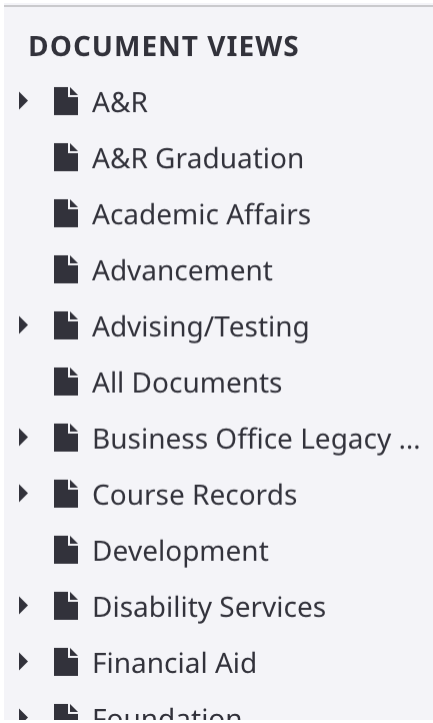 DOCUMENT VIEWS
A&R
A&R Graduation
Academic Affairs
Advancement
Advising/Testing
All Documents
Business Office Legacy ...
Course Records
Development
Disability Services
Financial Aid
Foundation